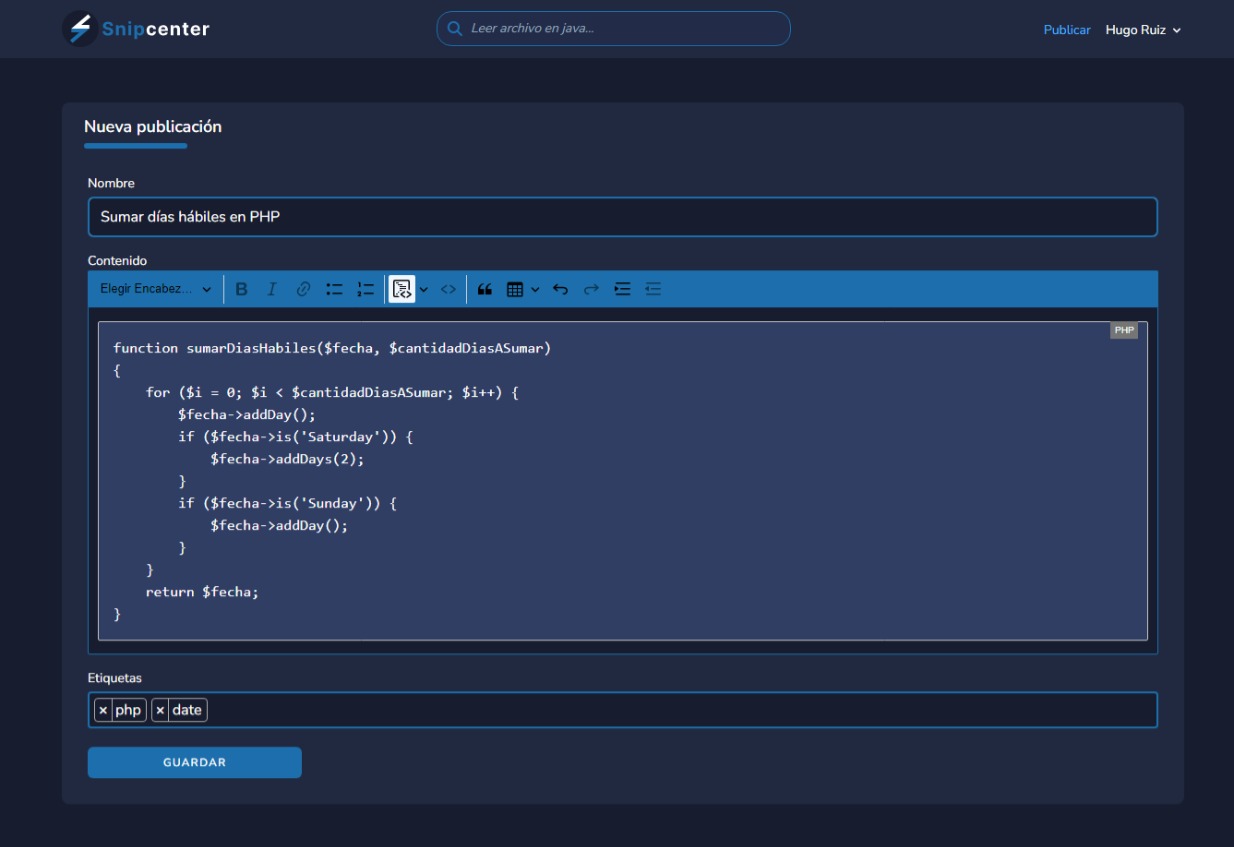 Snipcenter
Leer archivo en java...
Publicar
Hugo Ruiz
Nueva publicación
Nombre
Sumar días hábiles en PHP
Contenido
Elegir Encabez...
PHP
function sumarDiasHabiles($fecha, $cantidadDiasASumar)
{
    for ($i = 0; $i < $cantidadDiasASumar; $i++) {
        $fecha->addDay();
        if ($fecha->is('Saturday')) {
            $fecha->addDays(2);
        }
        if ($fecha->is('Sunday')) {
            $fecha->addDay();
        }
    }
    return $fecha;
}
Etiquetas
× php × date
GUARDAR